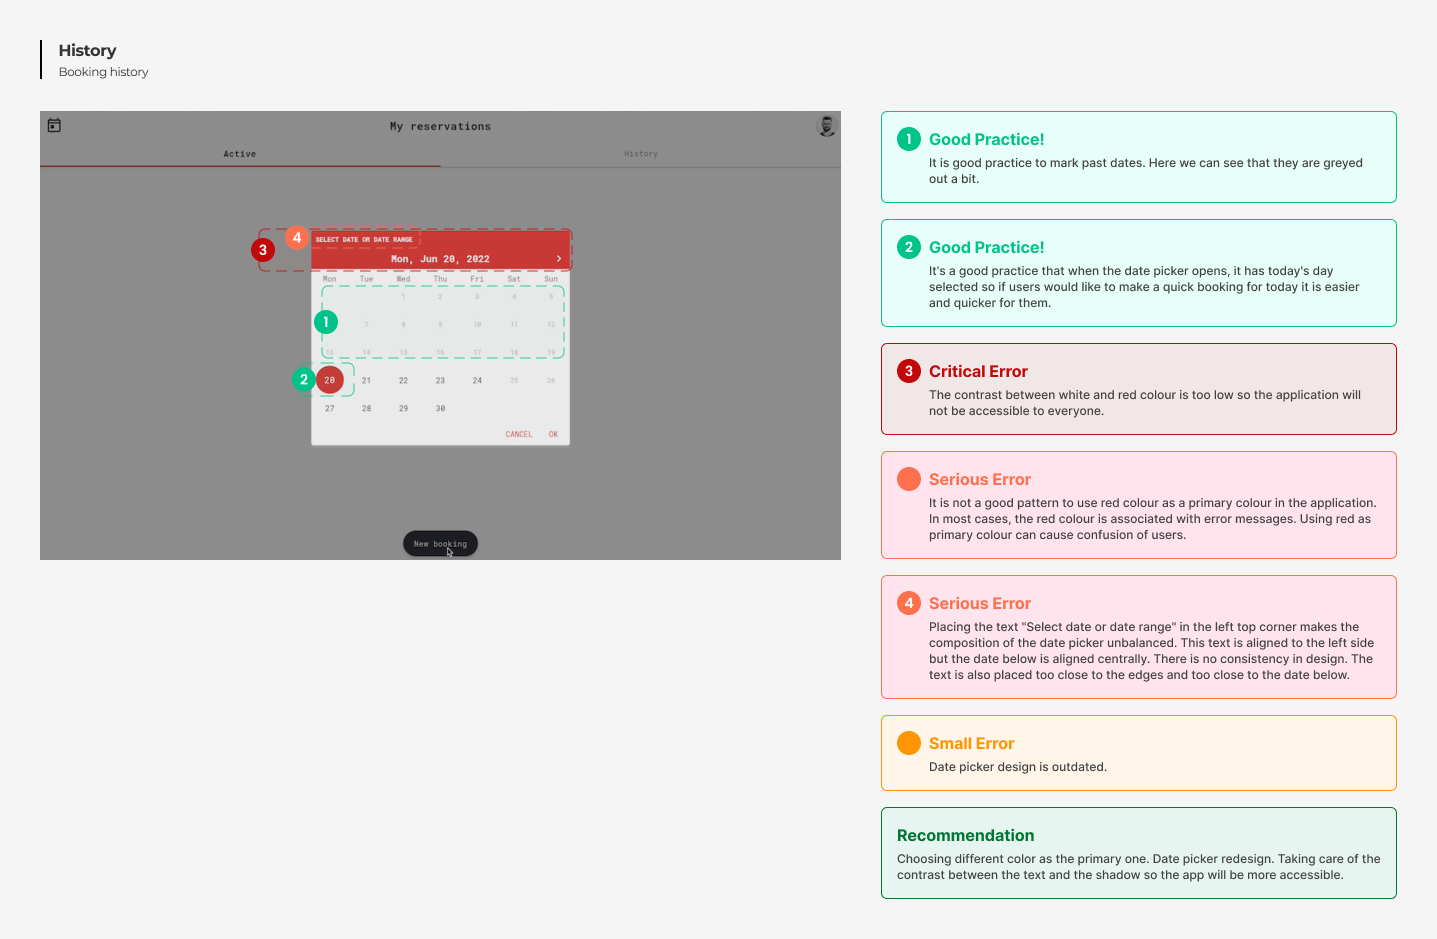 History
Booking history
My reservations
Active
History
4
SELECT DATE OR DATE RANGE
3
Mon, Jun 20, 2022
Mon Tue Wed Thu Fri Sat Sun
1 2 3 4 5
1
7 8 9 10 11 12
13 14 15 16 17 18 19
2
20 21 22 23 24 25 26
27 28 29 30
CANCEL OK
New booking
1 Good Practice!
It is good practice to mark past dates. Here we can see that they are greyed
out a bit.
2 Good Practice!
It's a good practice that when the date picker opens, it has today's day
selected so if users would like to make a quick booking for today it is easier
and quicker for them.
3 Critical Error
The contrast between white and red colour is too low so the application will
not be accessible to everyone.
Serious Error
It is not a good pattern to use red colour as a primary colour in the application.
In most cases, the red colour is associated with error messages. Using red as
primary colour can cause confusion of users.
4 Serious Error
Placing the text "Select date or date range" in the left top corner makes the
composition of the date picker unbalanced. This text is aligned to the left side
but the date below is aligned centrally. There is no consistency in design. The
text is also placed too close to the edges and too close to the date below.
Small Error
Date picker design is outdated.
Recommendation
Choosing different color as the primary one. Date picker redesign. Taking care of the
contrast between the text and the shadow so the app will be more accessible.